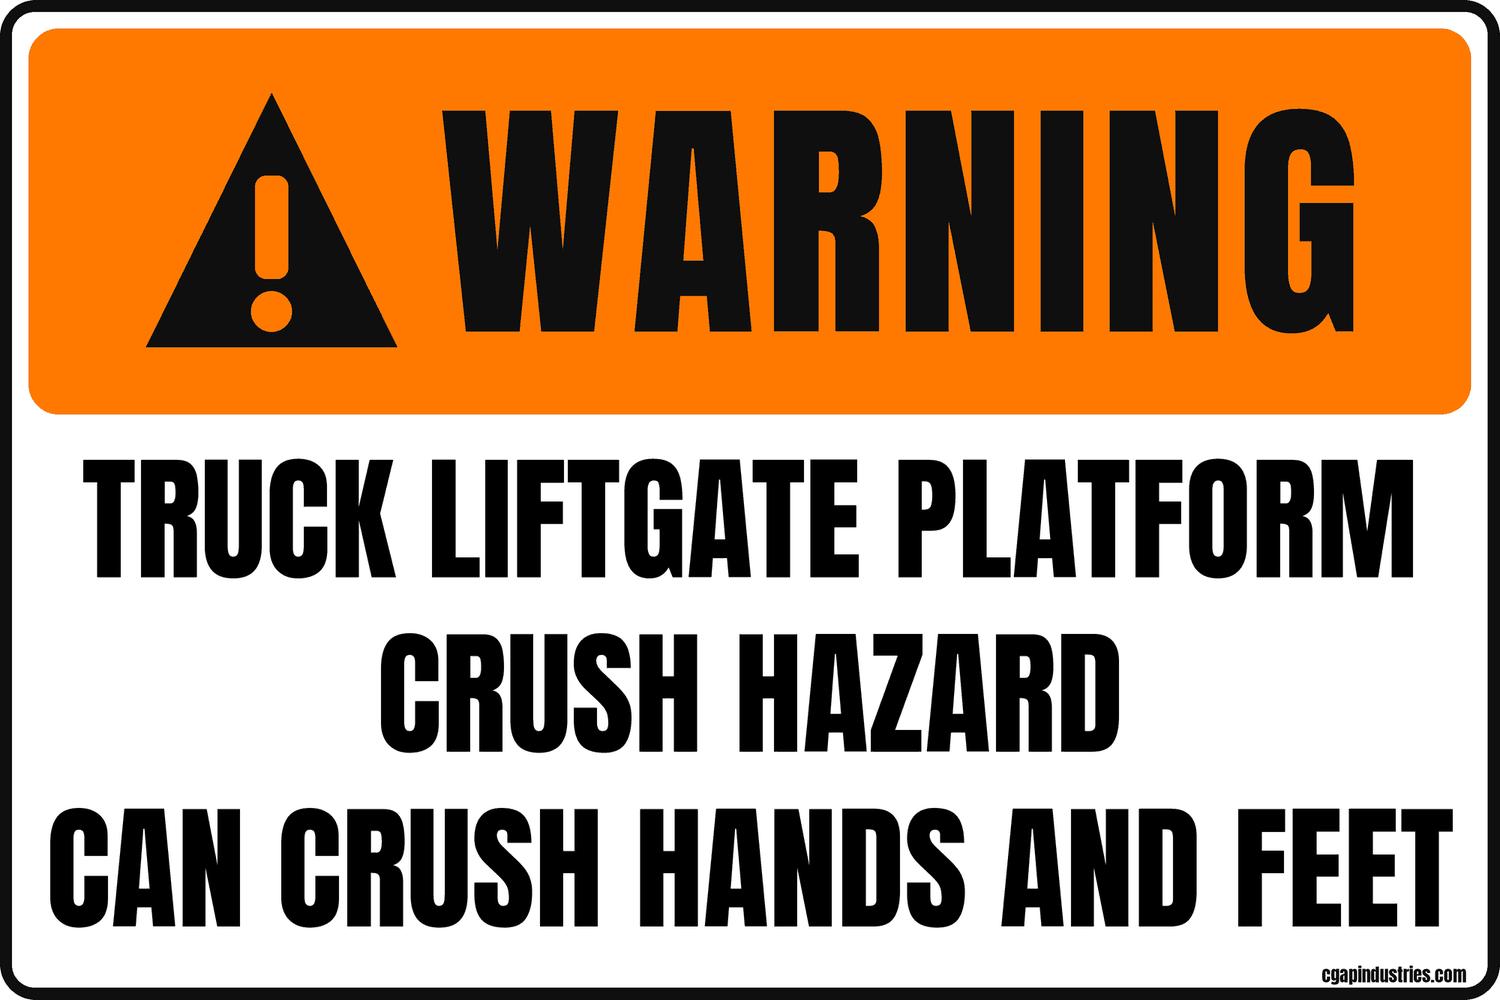 WARNING
TRUCK LIFTGATE PLATFORM
CRUSH HAZARD
CAN CRUSH HANDS AND FEET
cgapindustries.com